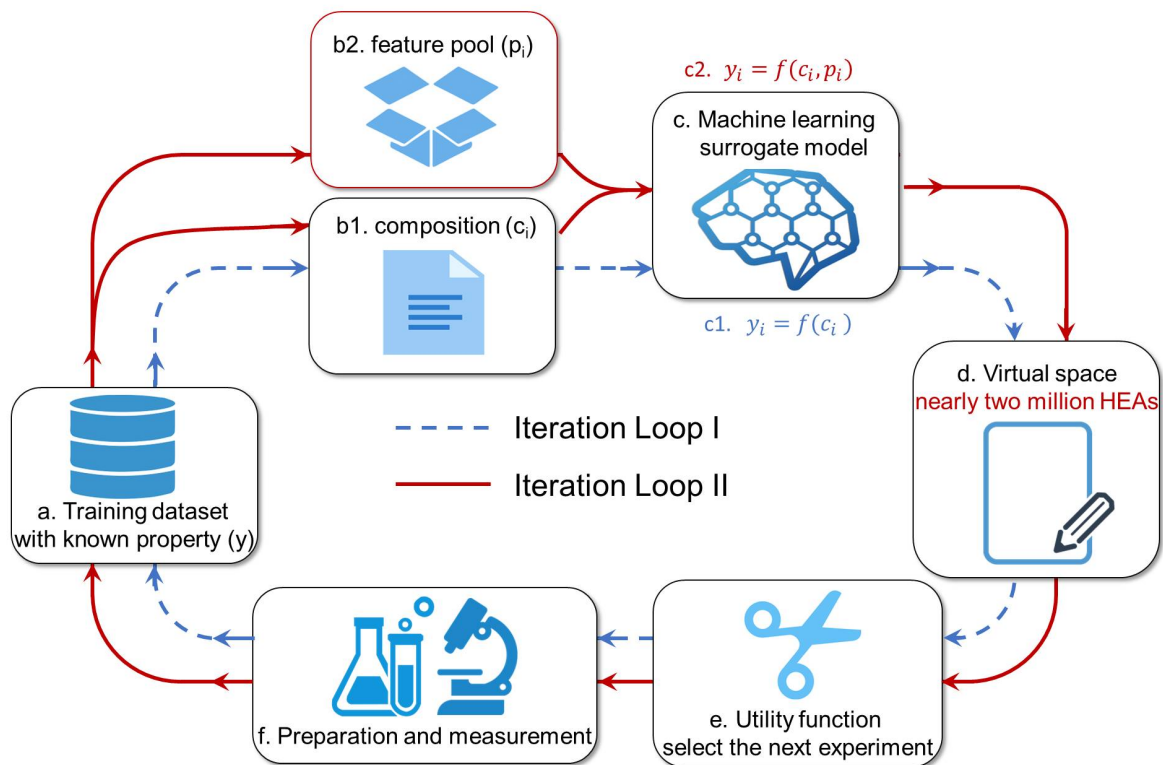 b2. feature pool (pᵢ)
c2. yᵢ = f(cᵢ, pᵢ)
c. Machine learning
surrogate model
b1. composition (cᵢ)
c1. yᵢ = f(cᵢ)
d. Virtual space
nearly two million HEAs
Iteration Loop I
Iteration Loop II
a. Training dataset
with known property (y)
f. Preparation and measurement
e. Utility function
select the next experiment